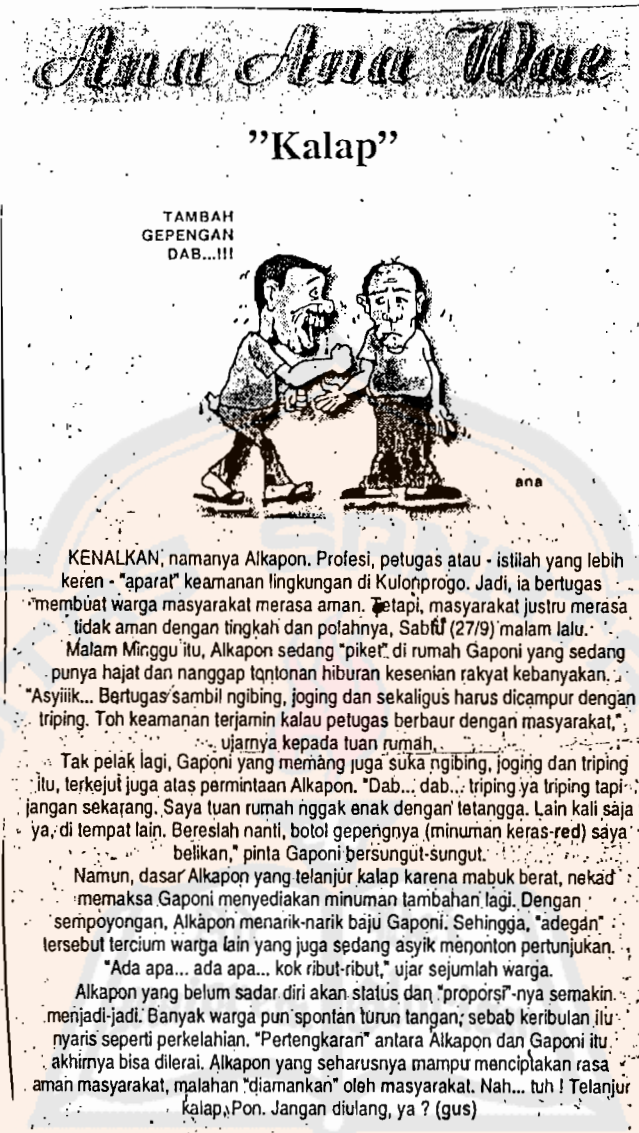 Ana Ana Wae
"Kalap"
TAMBAH
GEPENGAN
DAB...!!!
ana
KENALKAN, namanya Alkapon. Profesi, petugas atau - istilah yang lebih
keren - "aparat" keamanan lingkungan di Kulonprogo. Jadi, ia bertugas
membuat warga masyarakat merasa aman. Tetapi, masyarakat justru merasa
tidak aman dengan tingkah dan polahnya, Sabtu (27/9) malam lalu.
Malam Minggu itu, Alkapon sedang "piket" di rumah Gaponi yang sedang
punya hajat dan nanggap tontonan hiburan kesenian rakyat kebanyakan.
"Asyiiik... Bertugas sambil ngibing, joging dan sekaligus harus dicampur dengan
triping. Toh keamanan terjamin kalau petugas berbaur dengan masyarakat,"
ujarnya kepada tuan rumah.
Tak pelak lagi, Gaponi yang memang juga suka ngibing, joging dan triping
itu, terkejut juga atas permintaan Alkapon. "Dab... dab... triping ya triping tapi
jangan sekarang. Saya tuan rumah nggak enak dengan tetangga. Lain kali saja
ya, di tempat lain. Bereslah nanti, botol gepengnya (minuman keras-red) saya
belikan," pinta Gaponi bersungut-sungut.
Namun, dasar Alkapon yang telanjur kalap karena mabuk berat, nekad
memaksa Gaponi menyediakan minuman tambahan lagi. Dengan
sempoyongan, Alkapon menarik-narik baju Gaponi. Sehingga, "adegan"
tersebut tercium warga lain yang juga sedang asyik menonton pertunjukan.
"Ada apa... ada apa... kok ribut-ribut," ujar sejumlah warga.
Alkapon yang belum sadar diri akan status dan "proporsi"-nya semakin
menjadi-jadi. Banyak warga pun spontan turun tangan, sebab keributan itu
nyaris seperti perkelahian. "Pertengkaran" antara Alkapon dan Gaponi itu
akhirnya bisa dilerai. Alkapon yang seharusnya mampu menciptakan rasa
aman masyarakat, malahan "diamankan" oleh masyarakat. Nah... tuh ! Telanjur
kalap, Pon. Jangan diulang, ya ? (gus)